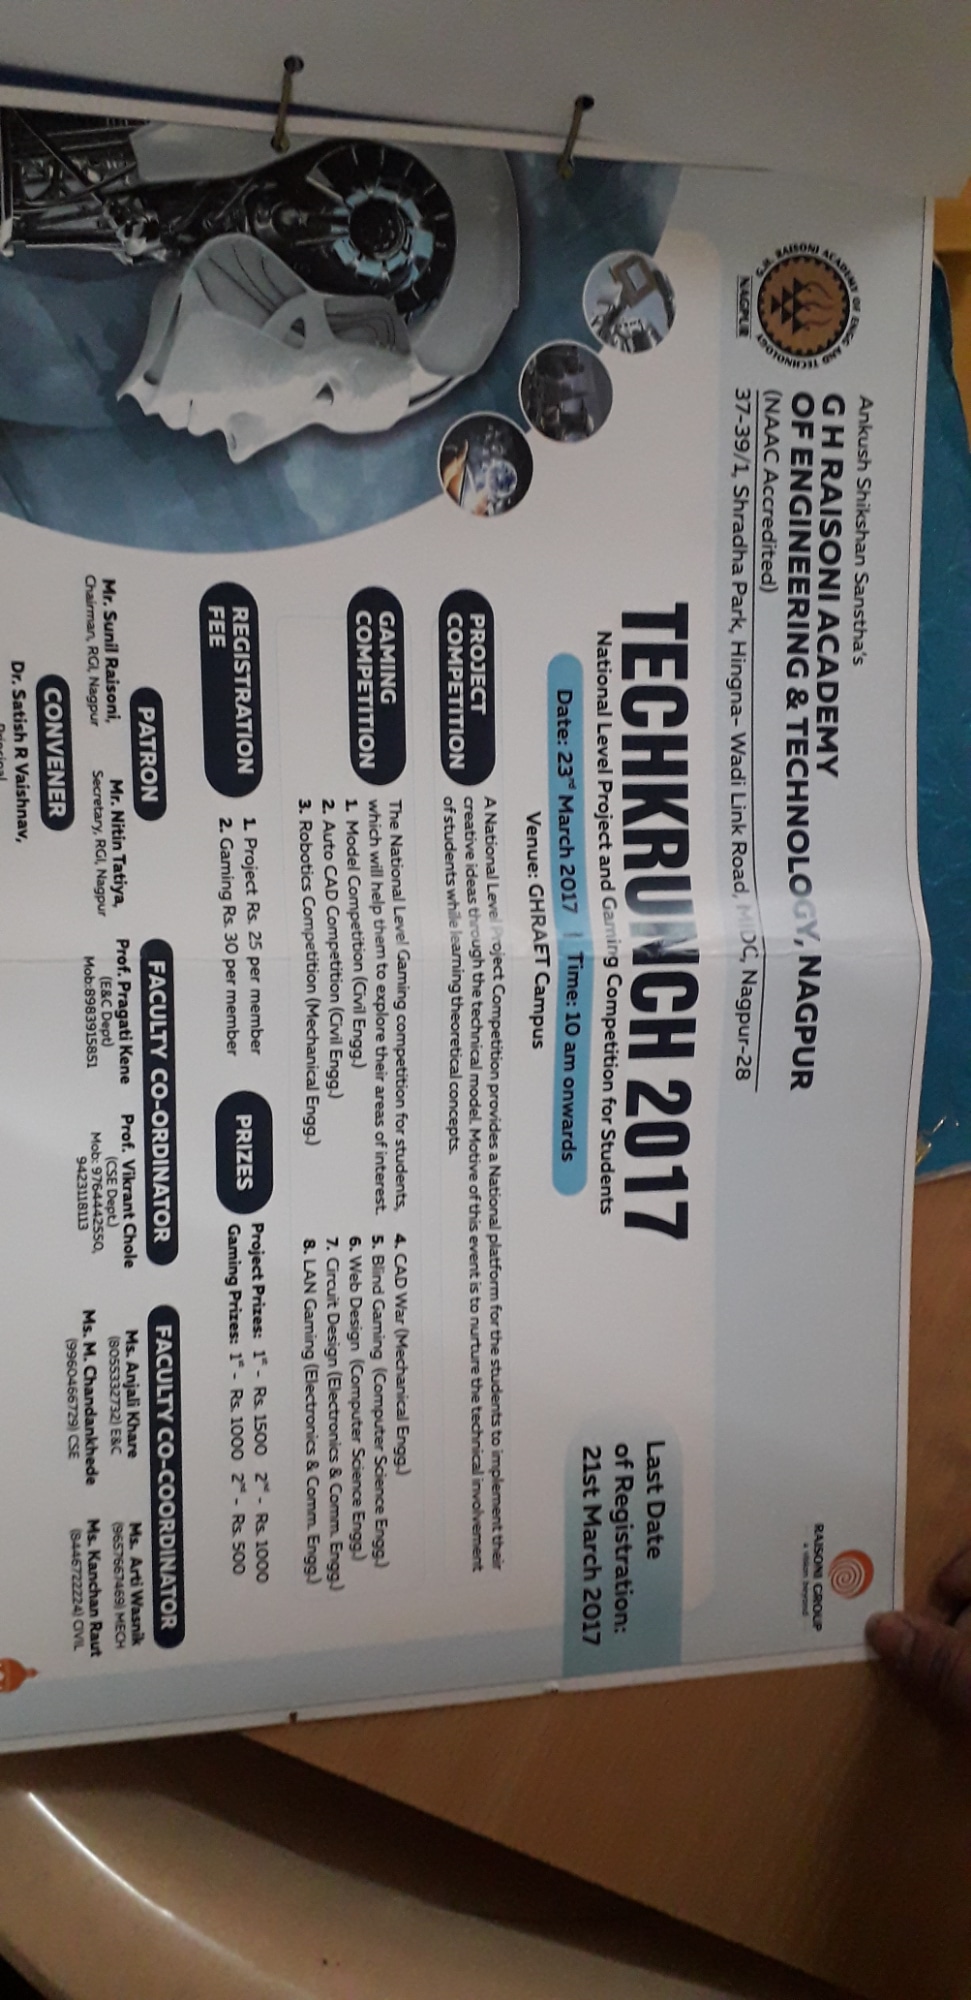 Ankush Shikshan Sanstha's
G H RAISONI ACADEMY
OF ENGINEERING & TECHNOLOGY, NAGPUR
(NAAC Accredited)
37-39/1, Shradha Park, Hingna- Wadi Link Road, MIDC, Nagpur-28
G.H. RAISONI ACADEMY OF ENGG. AND TECHNOLOGY
NAGPUR
RAISONI GROUP
a vision beyond
TECHKRUNCH 2017
National Level Project and Gaming Competition for Students
Date: 23rd March 2017 | Time: 10 am onwards
Venue: GHRAET Campus
Last Date
of Registration:
21st March 2017
PROJECT
COMPETITION
A National Level Project Competition provides a National platform for the students to implement their
creative ideas through the technical model. Motive of this event is to nurture the technical involvement
of students while learning theoretical concepts.
GAMING
COMPETITION
The National Level Gaming competition for students,
which will help them to explore their areas of interest.
1. Model Competition (Civil Engg.)
2. Auto CAD Competition (Civil Engg.)
3. Robotics Competition (Mechanical Engg.)
4. CAD War (Mechanical Engg.)
5. Blind Gaming (Computer Science Engg.)
6. Web Design (Computer Science Engg.)
7. Circuit Design (Electronics & Comm. Engg.)
8. LAN Gaming (Electronics & Comm. Engg.)
REGISTRATION
FEE
1. Project Rs. 25 per member
2. Gaming Rs. 30 per member
PRIZES
Project Prizes: 1st - Rs. 1500 2nd - Rs. 1000
Gaming Prizes: 1st - Rs. 1000 2nd - Rs. 500
PATRON
Mr. Sunil Raisoni,
Chairman, RGI, Nagpur
Mr. Nitin Tatiya,
Secretary, RGI, Nagpur
CONVENER
Dr. Satish R Vaishnav,
Principal
FACULTY CO-ORDINATOR
Prof. Pragati Kene
(E&C Dept)
Mob:8983915851
Prof. Vikrant Chole
(CSE Dept.)
Mob: 9764442550,
9423118113
FACULTY CO-COORDINATOR
Ms. Anjali Khare
(8055332732) E&C
Ms. M. Chandankhede
(9960466729) CSE
Ms. Arti Wasnik
(9657667469) MECH
Ms. Kanchan Raut
(8446722224) CIVIL